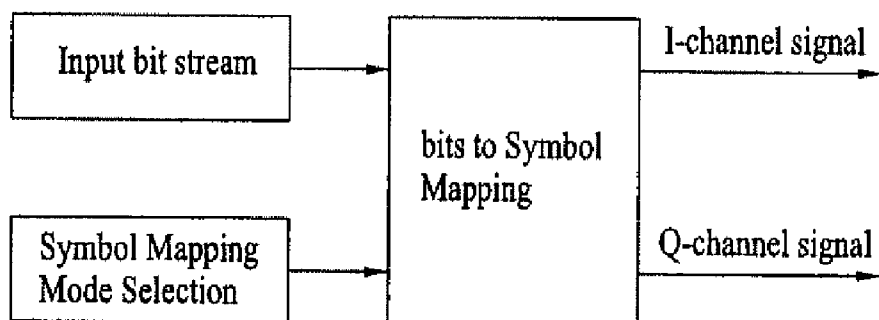 Input bit stream
Symbol Mapping
Mode Selection
bits to Symbol
Mapping
I-channel signal
Q-channel signal